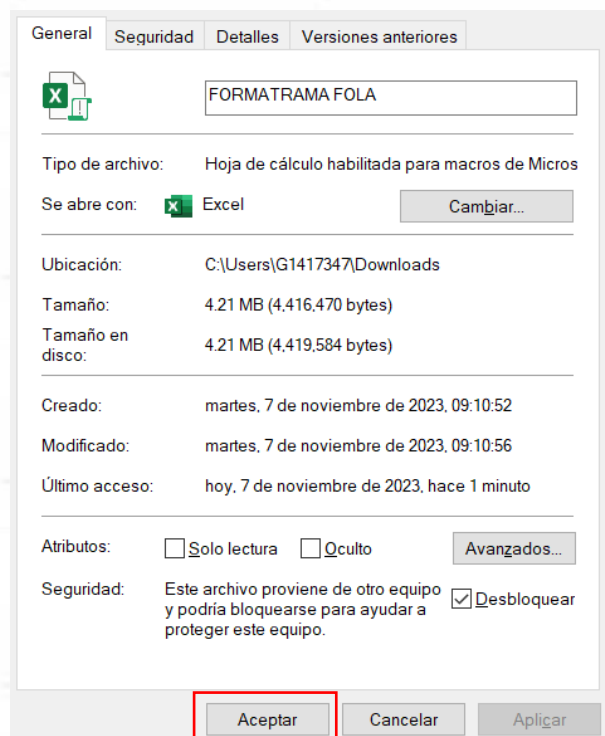 General Seguridad Detalles Versiones anteriores
FORMATRAMA FOLA
Tipo de archivo: Hoja de cálculo habilitada para macros de Micros
Se abre con: Excel Cambiar...
Ubicación: C:\Users\G1417347\Downloads
Tamaño: 4.21 MB (4,416,470 bytes)
Tamaño en
disco: 4.21 MB (4,419,584 bytes)
Creado: martes, 7 de noviembre de 2023, 09:10:52
Modificado: martes, 7 de noviembre de 2023, 09:10:56
Último acceso: hoy, 7 de noviembre de 2023, hace 1 minuto
Atributos: Solo lectura Oculto Avanzados...
Seguridad: Este archivo proviene de otro equipo
y podría bloquearse para ayudar a
proteger este equipo.
Desbloquear
Aceptar Cancelar Aplicar